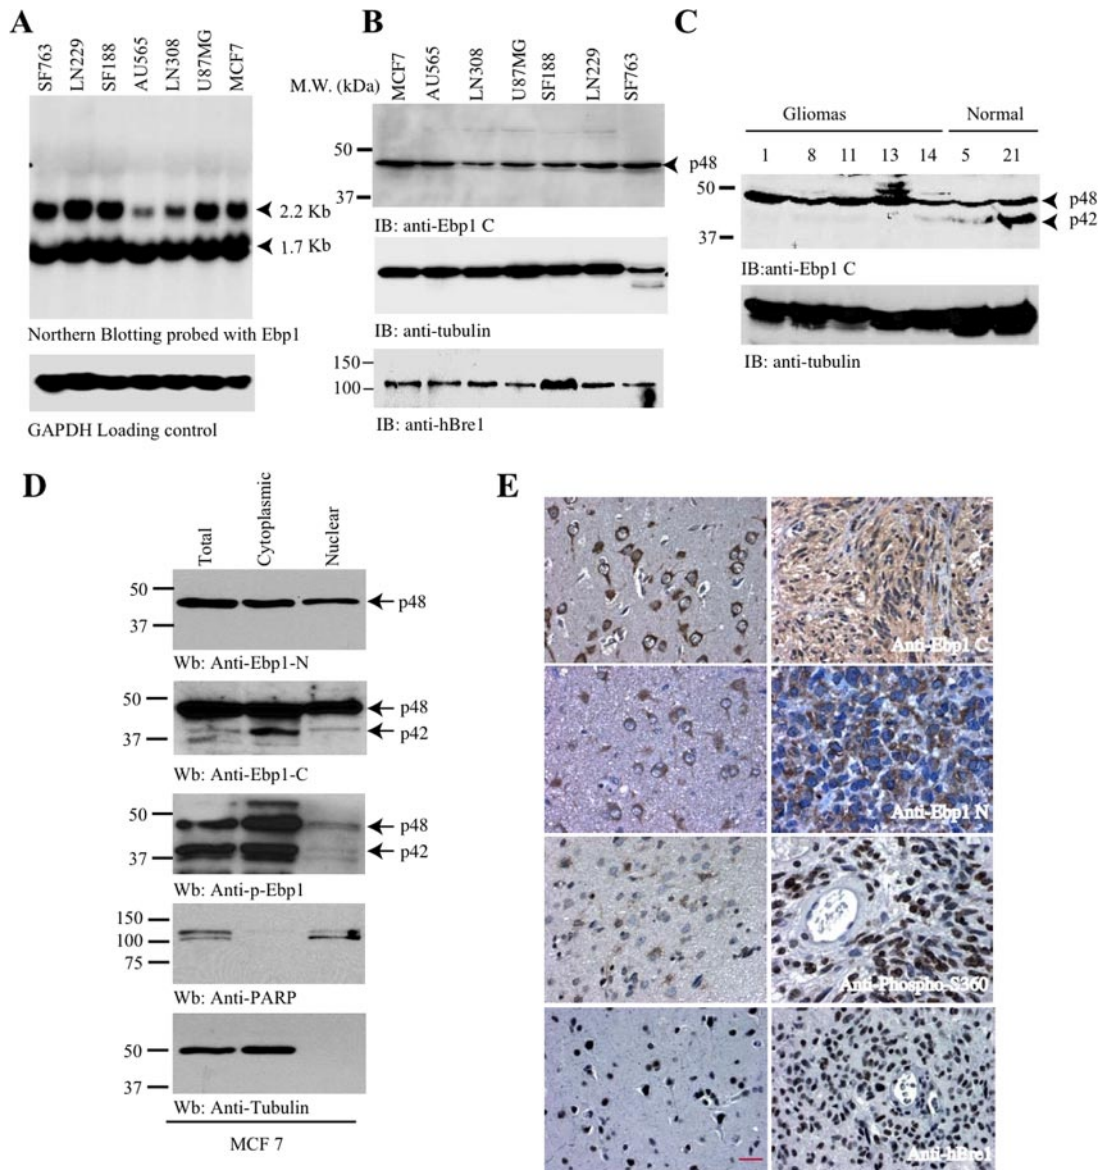 A
SF763
LN229
SF188
AU565
LN308
U87MG
MCF7
2.2 Kb
1.7 Kb
Northern Blotting probed with Ebp1
GAPDH Loading control
B
M.W. (kDa)
MCF7
AU565
LN308
U87MG
SF188
LN229
SF763
50
37
p48
IB: anti-Ebp1 C
IB: anti-tubulin
150
100
IB: anti-hBre1
C
Gliomas Normal
1 8 11 13 14 5 21
50
37
p48
p42
IB:anti-Ebp1 C
IB: anti-tubulin
D
Total
Cytoplasmic
Nuclear
50
37
p48
Wb: Anti-Ebp1-N
50
37
p48
p42
Wb: Anti-Ebp1-C
50
37
p48
p42
Wb: Anti-p-Ebp1
150
100
75
Wb: Anti-PARP
50
37
Wb: Anti-Tubulin
MCF 7
E
Anti-Ebp1 C
Anti-Ebp1 N
Anti-Phospho-S360
Anti-hBre1